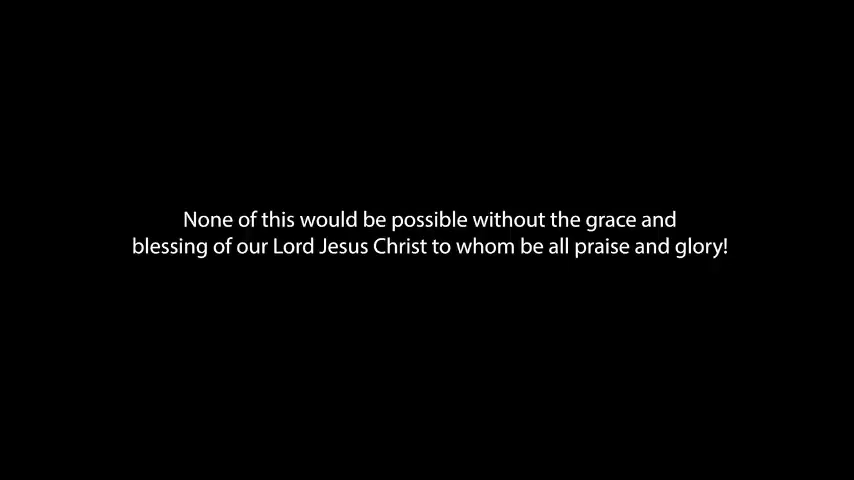 None of this would be possible without the grace and
blessing of our Lord Jesus Christ to whom be all praise and glory!